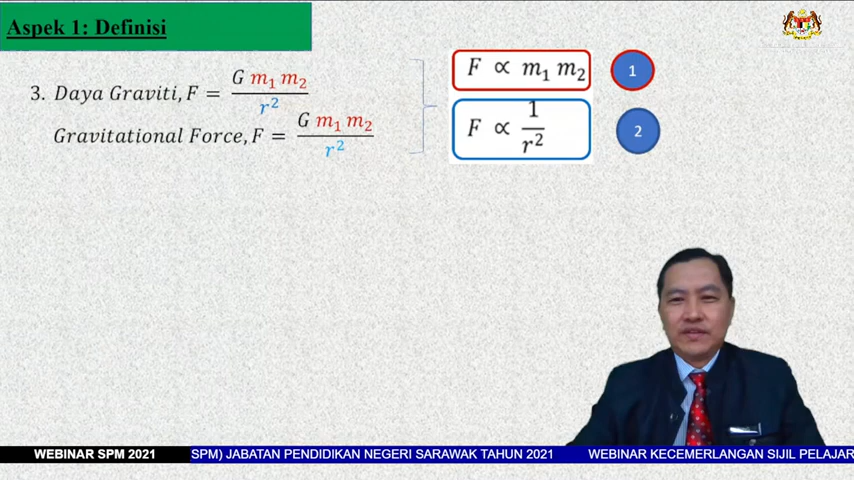 Aspek 1: Definisi
3. Daya Graviti, F = G m₁ m₂ / r²
Gravitational Force, F = G m₁ m₂ / r²
F ∝ m₁ m₂
1
F ∝ 1 / r²
2
WEBINAR SPM 2021
SPM) JABATAN PENDIDIKAN NEGERI SARAWAK TAHUN 2021 WEBINAR KECEMERLANGAN SIJIL PELAJAR